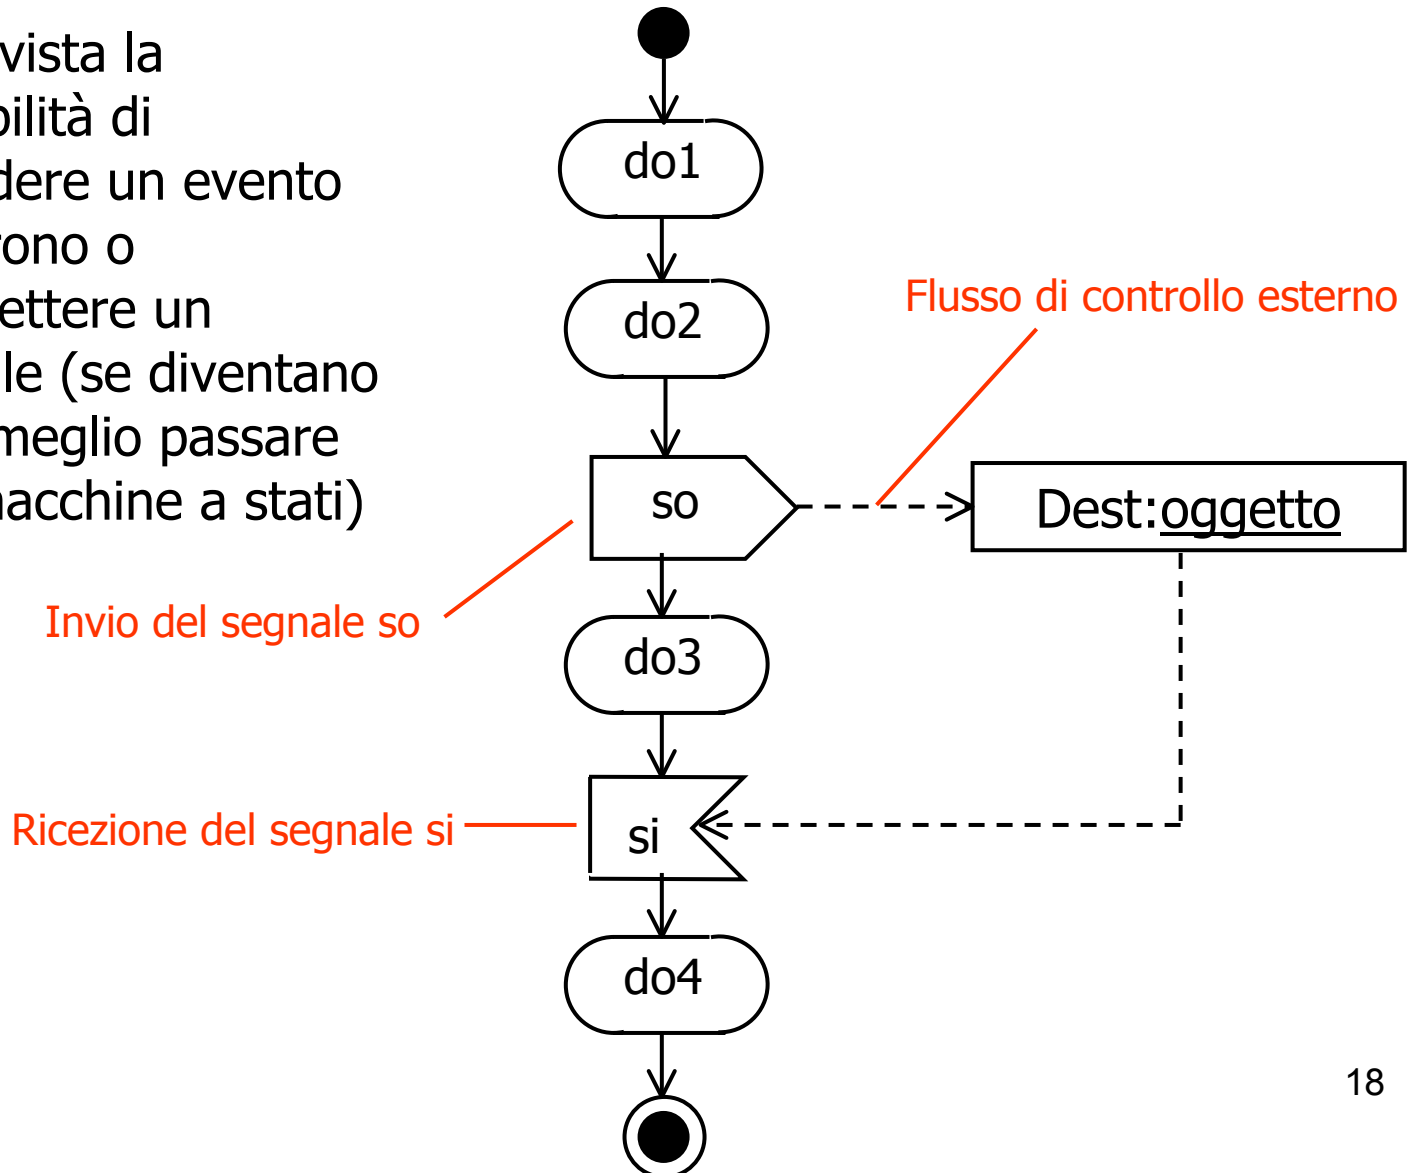 vista la
bilità di
dere un evento
rono o
ettere un
le (se diventano
meglio passare
nacchine a stati)
do1
do2
Flusso di controllo esterno
so
Dest:oggetto
Invio del segnale so
do3
Ricezione del segnale si
si
do4
18